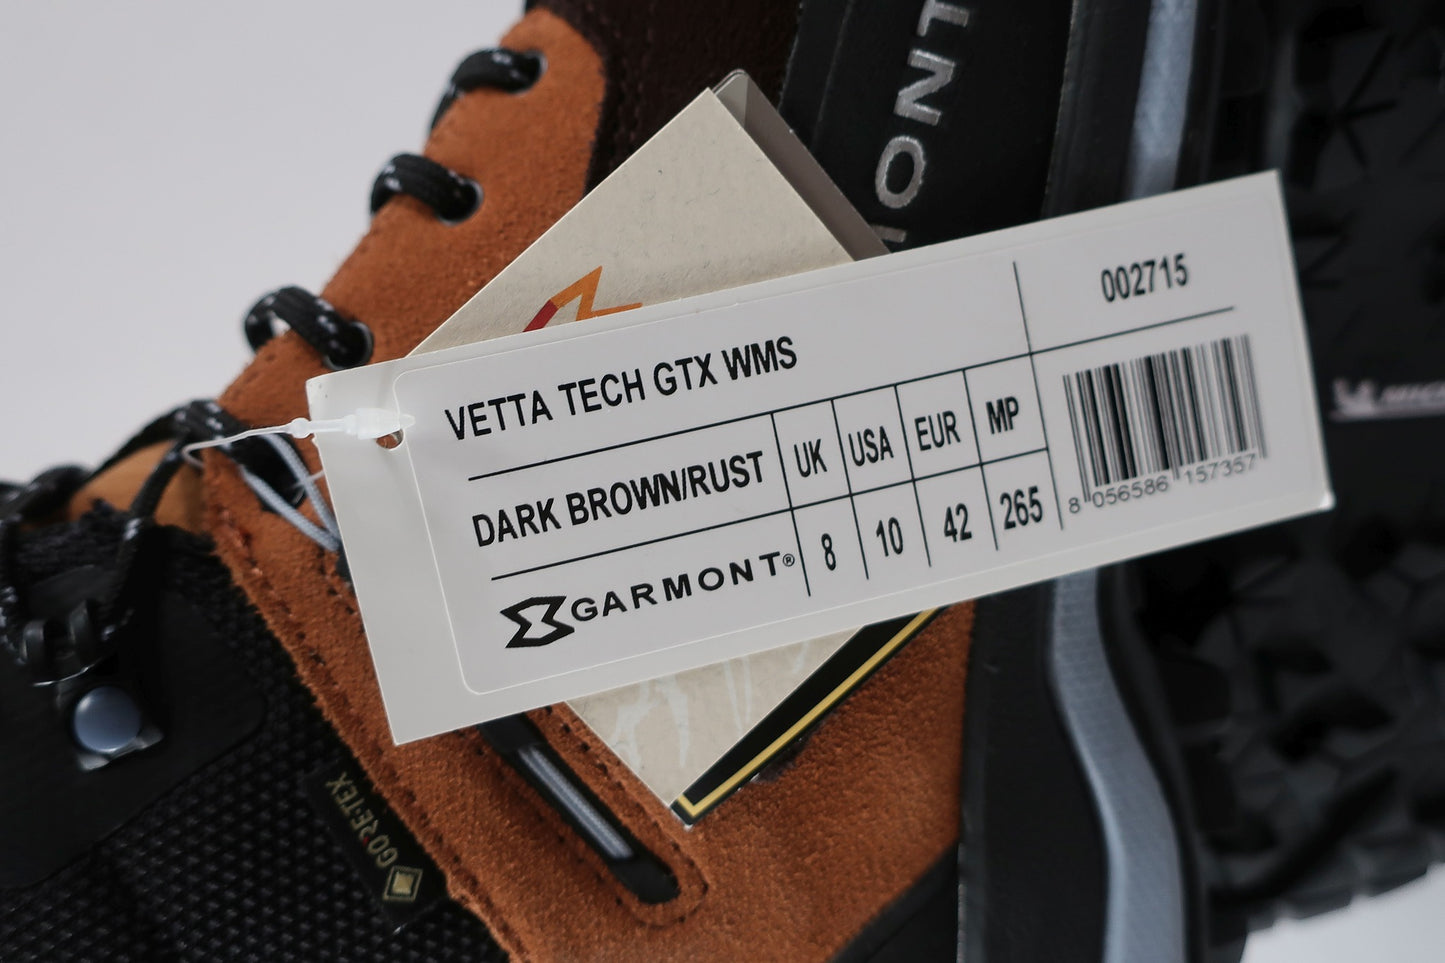 MONT
002715
VETTA TECH GTX WMS
DARK BROWN/RUST UK USA EUR MP
GARMONT® 8 10 42 265
8 056586 157357
GORE-TEX